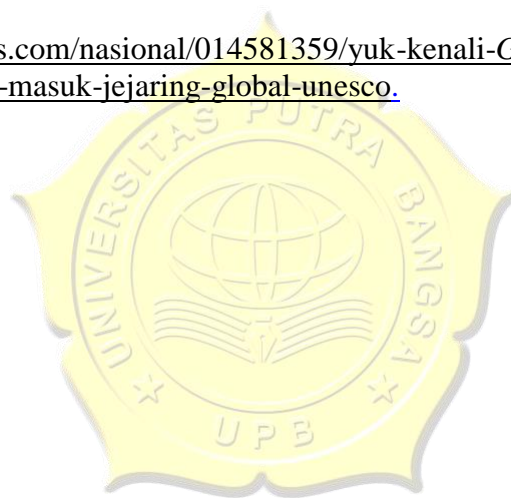 s.com/nasional/014581359/yuk-kenali-G
-masuk-jejaring-global-unesco.
UNIVERSITAS PUTRA BANGSA
UPB